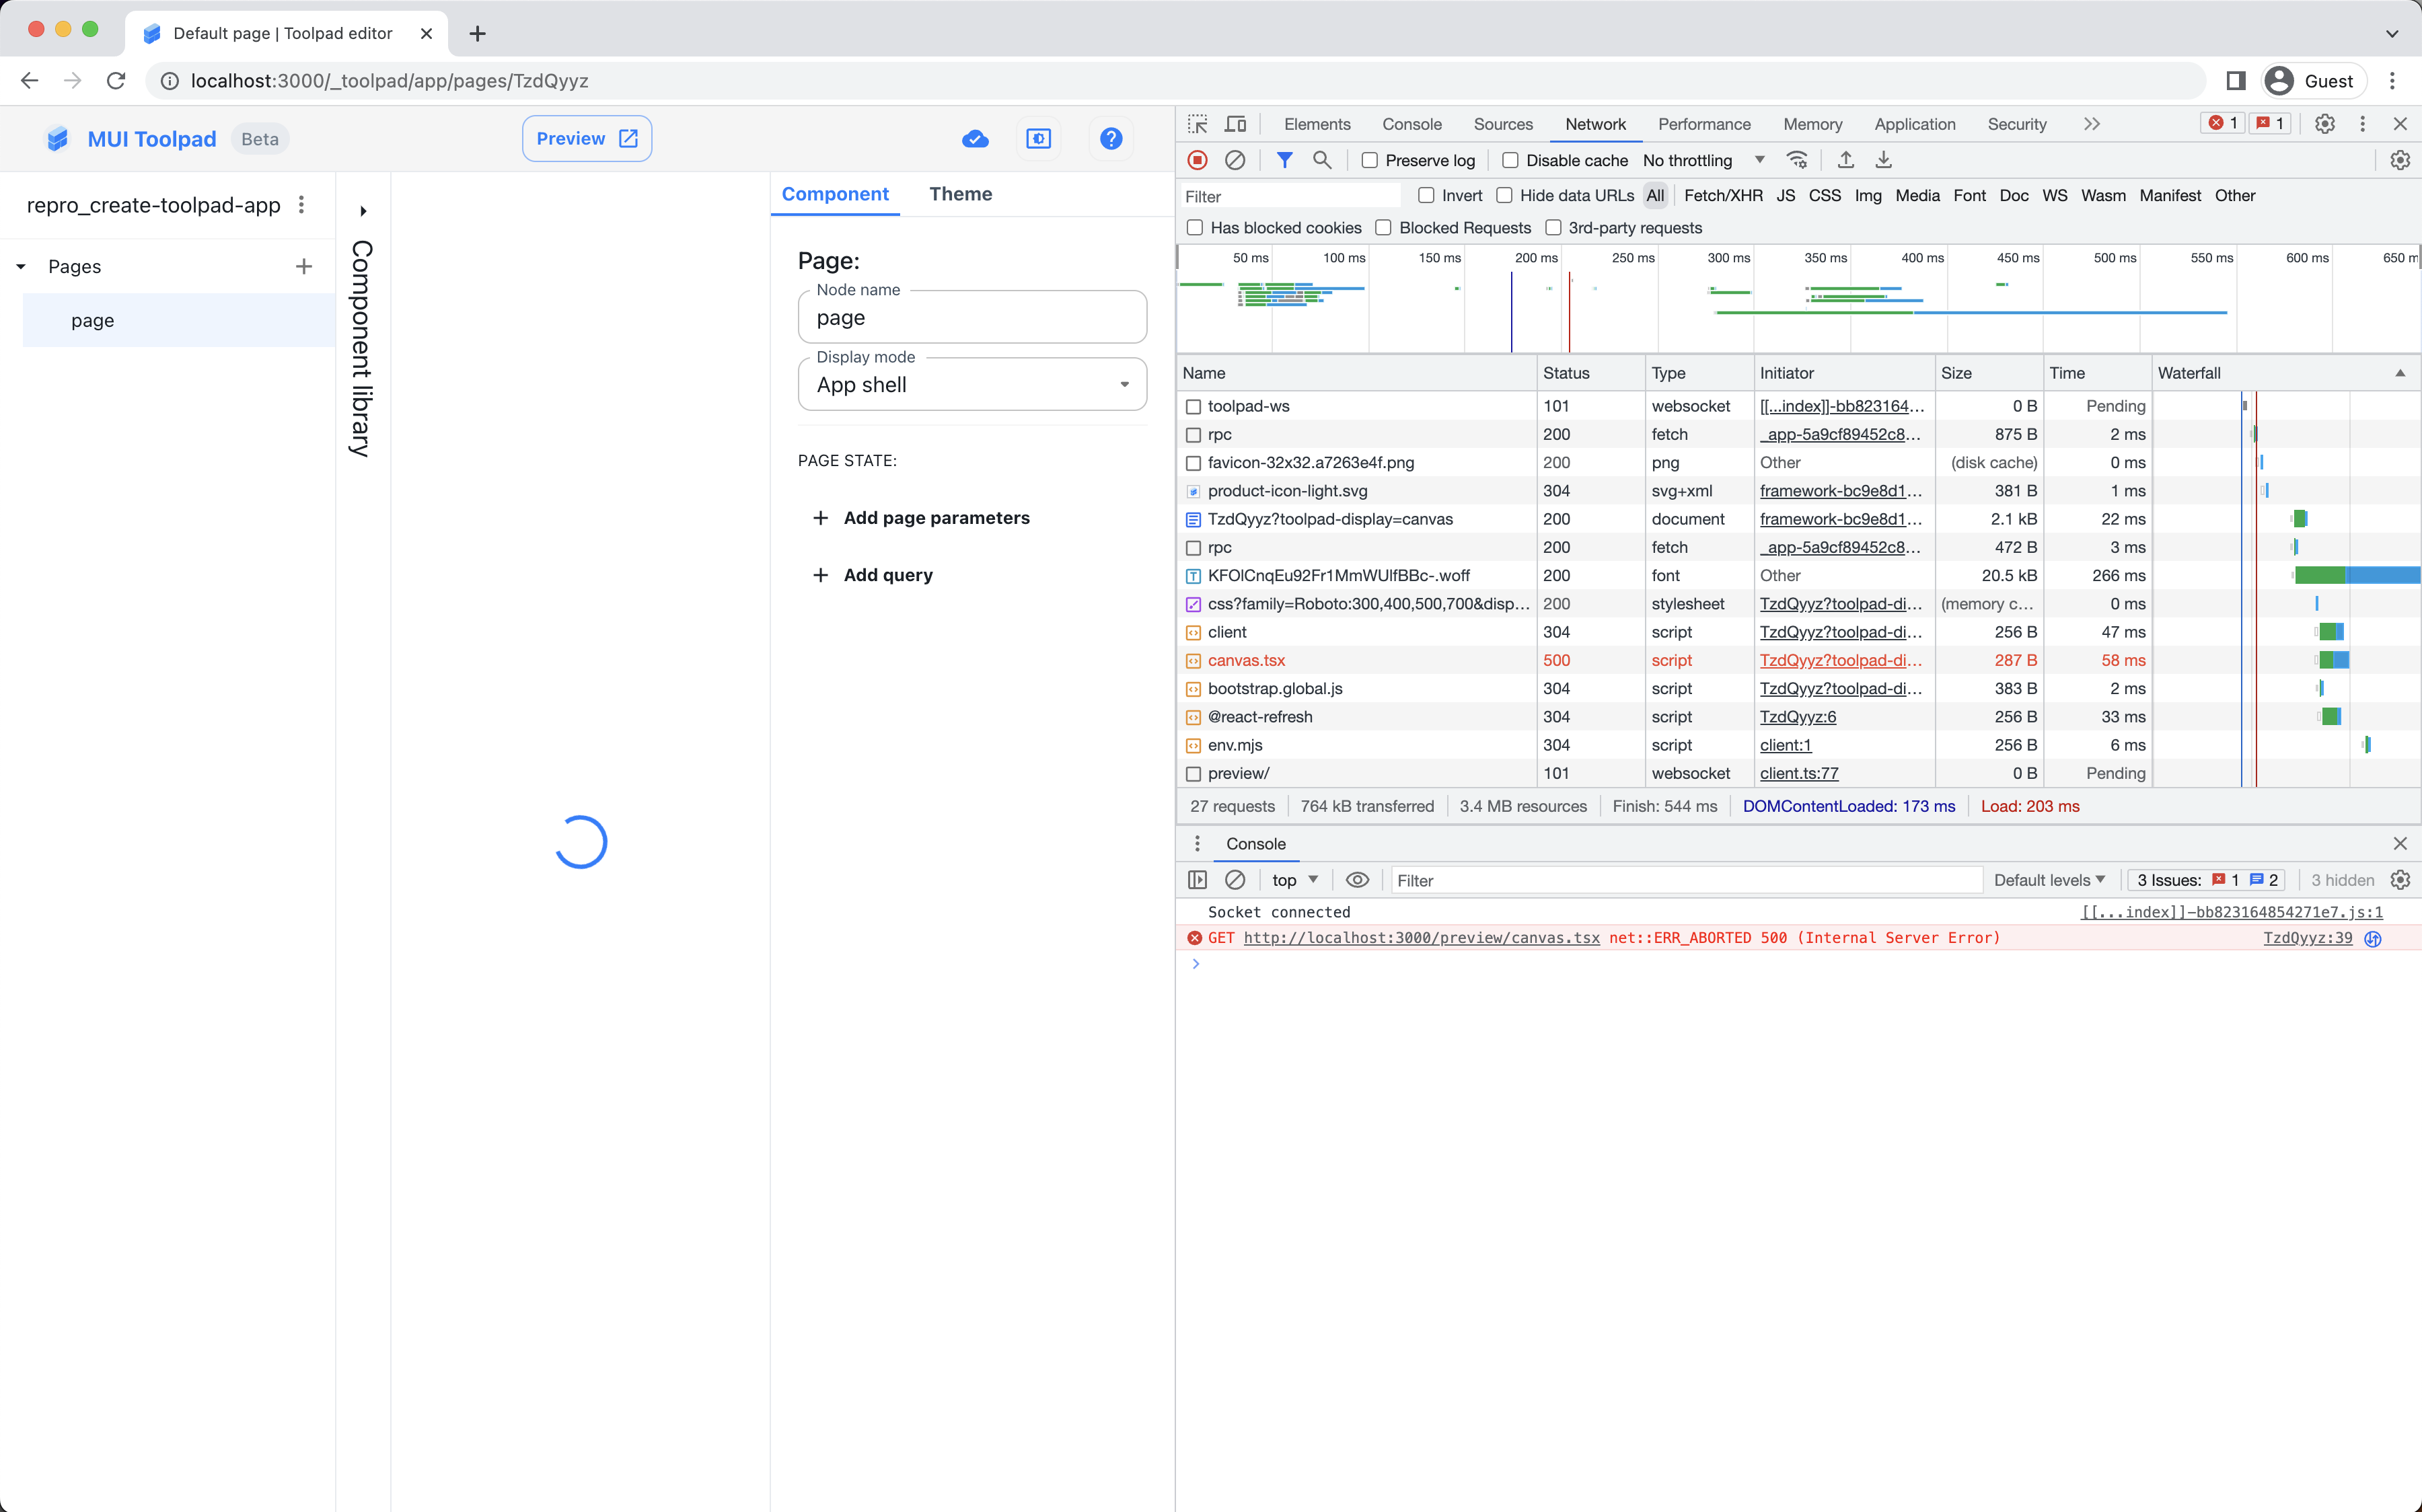 Default page | Toolpad editor
localhost:3000/_toolpad/app/pages/TzdQyyz
Guest
MUI Toolpad
Beta
Preview
repro_create-toolpad-app
Pages
page
Component library
Component
Theme
Page:
Node name
page
Display mode
App shell
PAGE STATE:
Add page parameters
Add query
Elements Console Sources Network Performance Memory Application Security 1 1
Preserve log Disable cache No throttling
Filter Invert Hide data URLs All Fetch/XHR JS CSS Img Media Font Doc WS Wasm Manifest Other
Has blocked cookies Blocked Requests 3rd-party requests
50 ms 100 ms 150 ms 200 ms 250 ms 300 ms 350 ms 400 ms 450 ms 500 ms 550 ms 600 ms 650 m
Name Status Type Initiator Size Time Waterfall
toolpad-ws 101 websocket [[...index]]-bb823164... 0 B Pending
rpc 200 fetch _app-5a9cf89452c8... 875 B 2 ms
favicon-32x32.a7263e4f.png 200 png Other (disk cache) 0 ms
product-icon-light.svg 304 svg+xml framework-bc9e8d1... 381 B 1 ms
TzdQyyz?toolpad-display=canvas 200 document framework-bc9e8d1... 2.1 kB 22 ms
rpc 200 fetch _app-5a9cf89452c8... 472 B 3 ms
KFOlCnqEu92Fr1MmWUlfBBc-.woff 200 font Other 20.5 kB 266 ms
css?family=Roboto:300,400,500,700&disp... 200 stylesheet TzdQyyz?toolpad-di... (memory c... 0 ms
client 304 script TzdQyyz?toolpad-di... 256 B 47 ms
canvas.tsx 500 script TzdQyyz?toolpad-di... 287 B 58 ms
bootstrap.global.js 304 script TzdQyyz?toolpad-di... 383 B 2 ms
@react-refresh 304 script TzdQyyz:6 256 B 33 ms
env.mjs 304 script client:1 256 B 6 ms
preview/ 101 websocket client.ts:77 0 B Pending
27 requests 764 kB transferred 3.4 MB resources Finish: 544 ms DOMContentLoaded: 173 ms Load: 203 ms
Console
top Filter Default levels 3 Issues: 1 2 3 hidden
Socket connected [[...index]]-bb823164854271e7.js:1
GET http://localhost:3000/preview/canvas.tsx net::ERR_ABORTED 500 (Internal Server Error) TzdQyyz:39